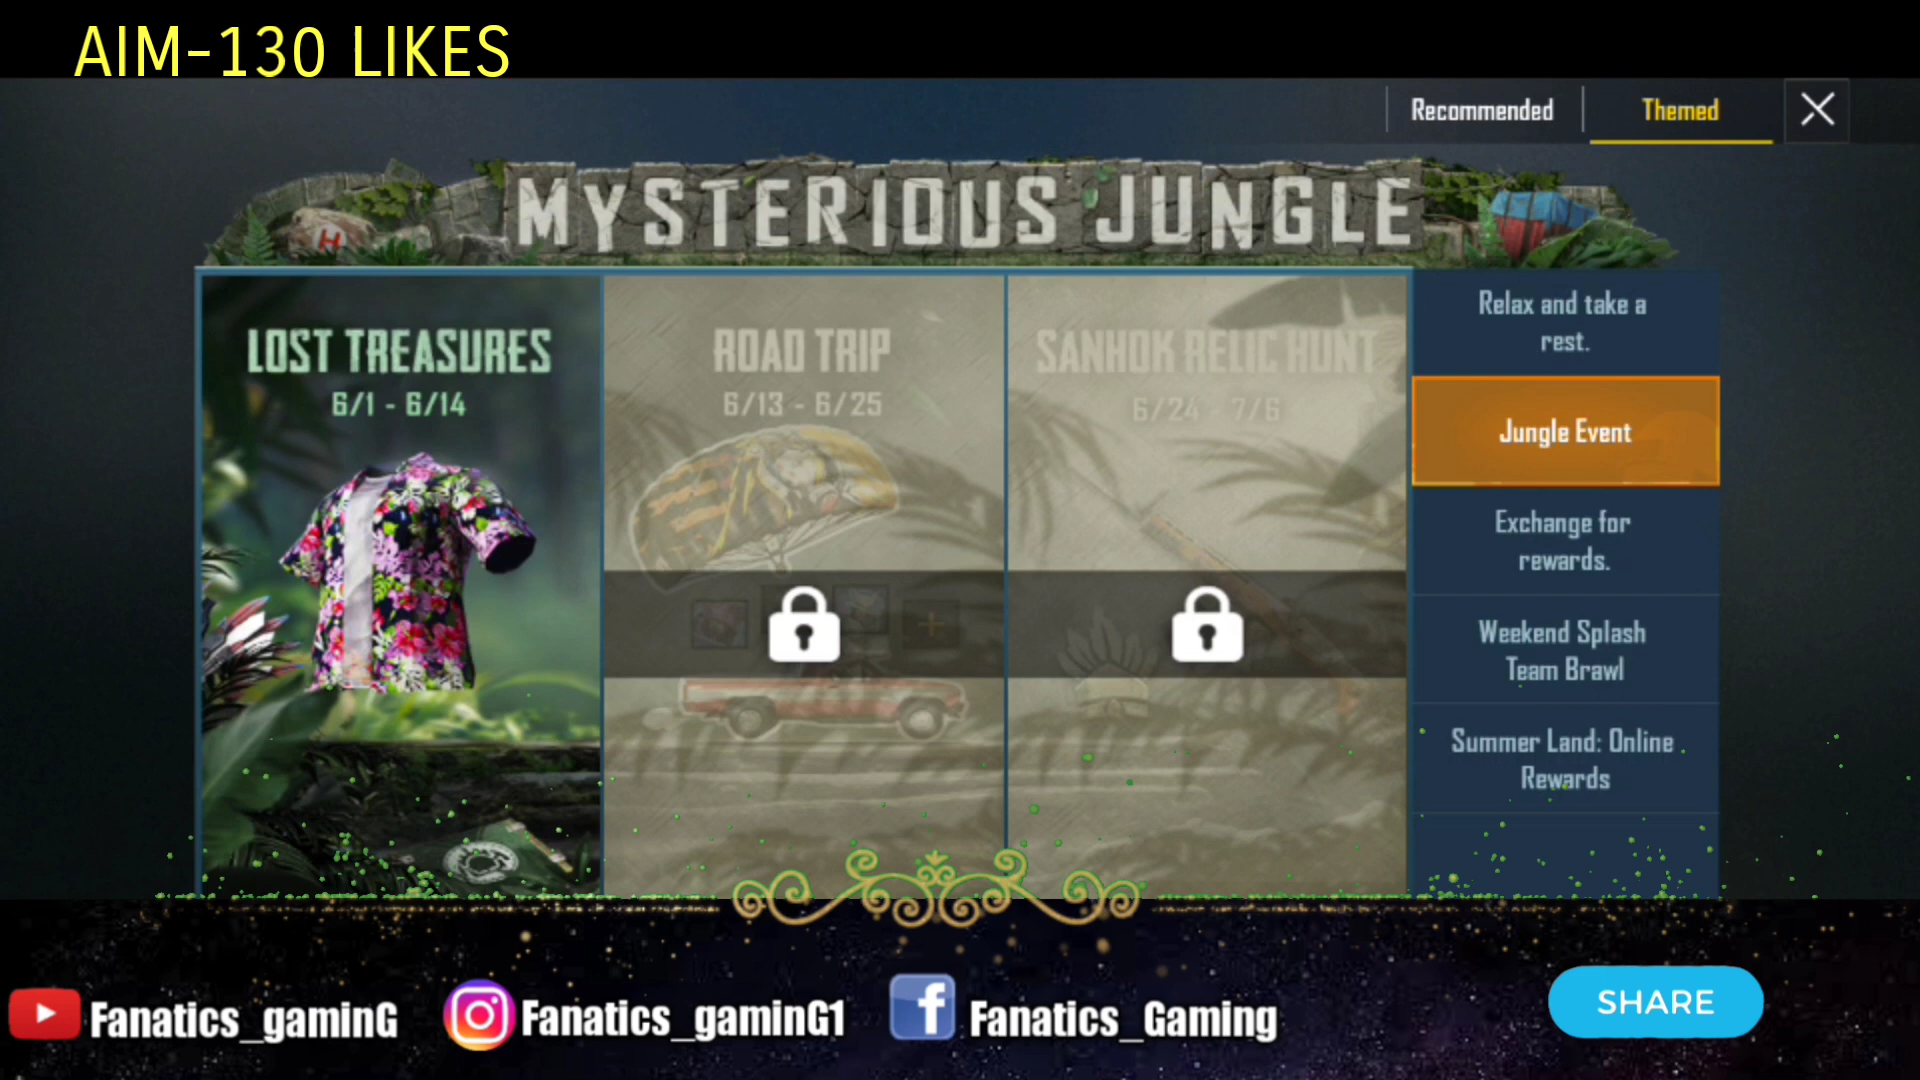 AIM-130 LIKES
Recommended
Themed
MYSTERIOUS JUNGLE
H
LOST TREASURES
6/1 - 6/14
ROAD TRIP
6/13 - 6/25
SANHOK RELIC HUNT
6/24 - 7/6
Relax and take a
rest.
Jungle Event
Exchange for
rewards.
Weekend Splash
Team Brawl
Summer Land: Online
Rewards
Fanatics_gaminG
Fanatics_gaminG1
f
Fanatics_Gaming
SHARE